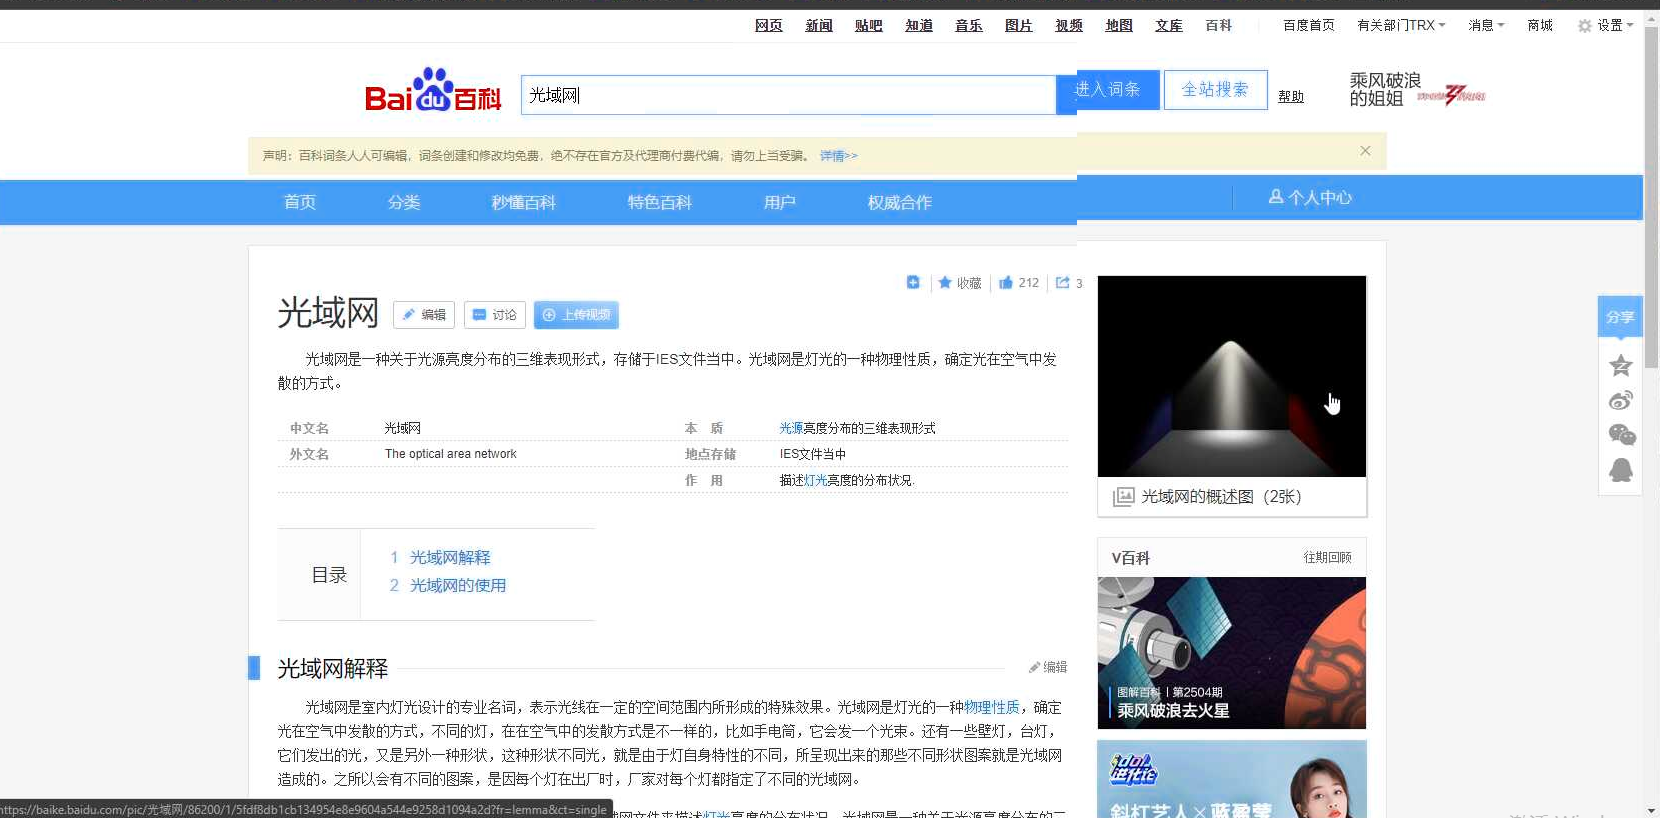 网页 新闻 贴吧 知道 音乐 图片 视频 地图 文库 百科 百度首页 有关部门TRX 消息 商城 设置
Bai du 百科 光域网 进入词条 全站搜索 帮助
乘风破浪
的姐姐
声明：百科词条人人可编辑，词条创建和修改均免费，绝不存在官方及代理商付费代编，请勿上当受骗。 详情>>
首页 分类 秒懂百科 特色百科 用户 权威合作 个人中心
收藏 212 3
光域网 编辑 讨论 上传视频
分享
光域网是一种关于光源亮度分布的三维表现形式，存储于IES文件当中。光域网是灯光的一种物理性质，确定光在空气中发
散的方式。
中文名 光域网 本 质 光源亮度分布的三维表现形式
外文名 The optical area network 地点存储 IES文件当中
作 用 描述灯光亮度的分布状况.
光域网的概述图（2张）
目录
1 光域网解释
2 光域网的使用
V百科 往期回顾
图解百科 | 第2504期
乘风破浪去火星
光域网解释 编辑
光域网是室内灯光设计的专业名词，表示光线在一定的空间范围内所形成的特殊效果。光域网是灯光的一种物理性质，确定
光在空气中发散的方式，不同的灯，在在空气中的发散方式是不一样的，比如手电筒，它会发一个光束。还有一些壁灯，台灯，
它们发出的光，又是另外一种形状，这种形状不同光，就是由于灯自身特性的不同，所呈现出来的那些不同形状图案就是光域网
造成的。之所以会有不同的图案，是因每个灯在出厂时，厂家对每个灯都指定了不同的光域网。
idol进化论
斜杠艺人×蓝盈莹
https://baike.baidu.com/pic/光域网/86200/1/5fdf8db1cb134954e8e9604a544e9258d1094a2d?fr=lemma&ct=single
域网文件来描述灯光亮度的分布状况。光域网是一种关于光源亮度分布的三